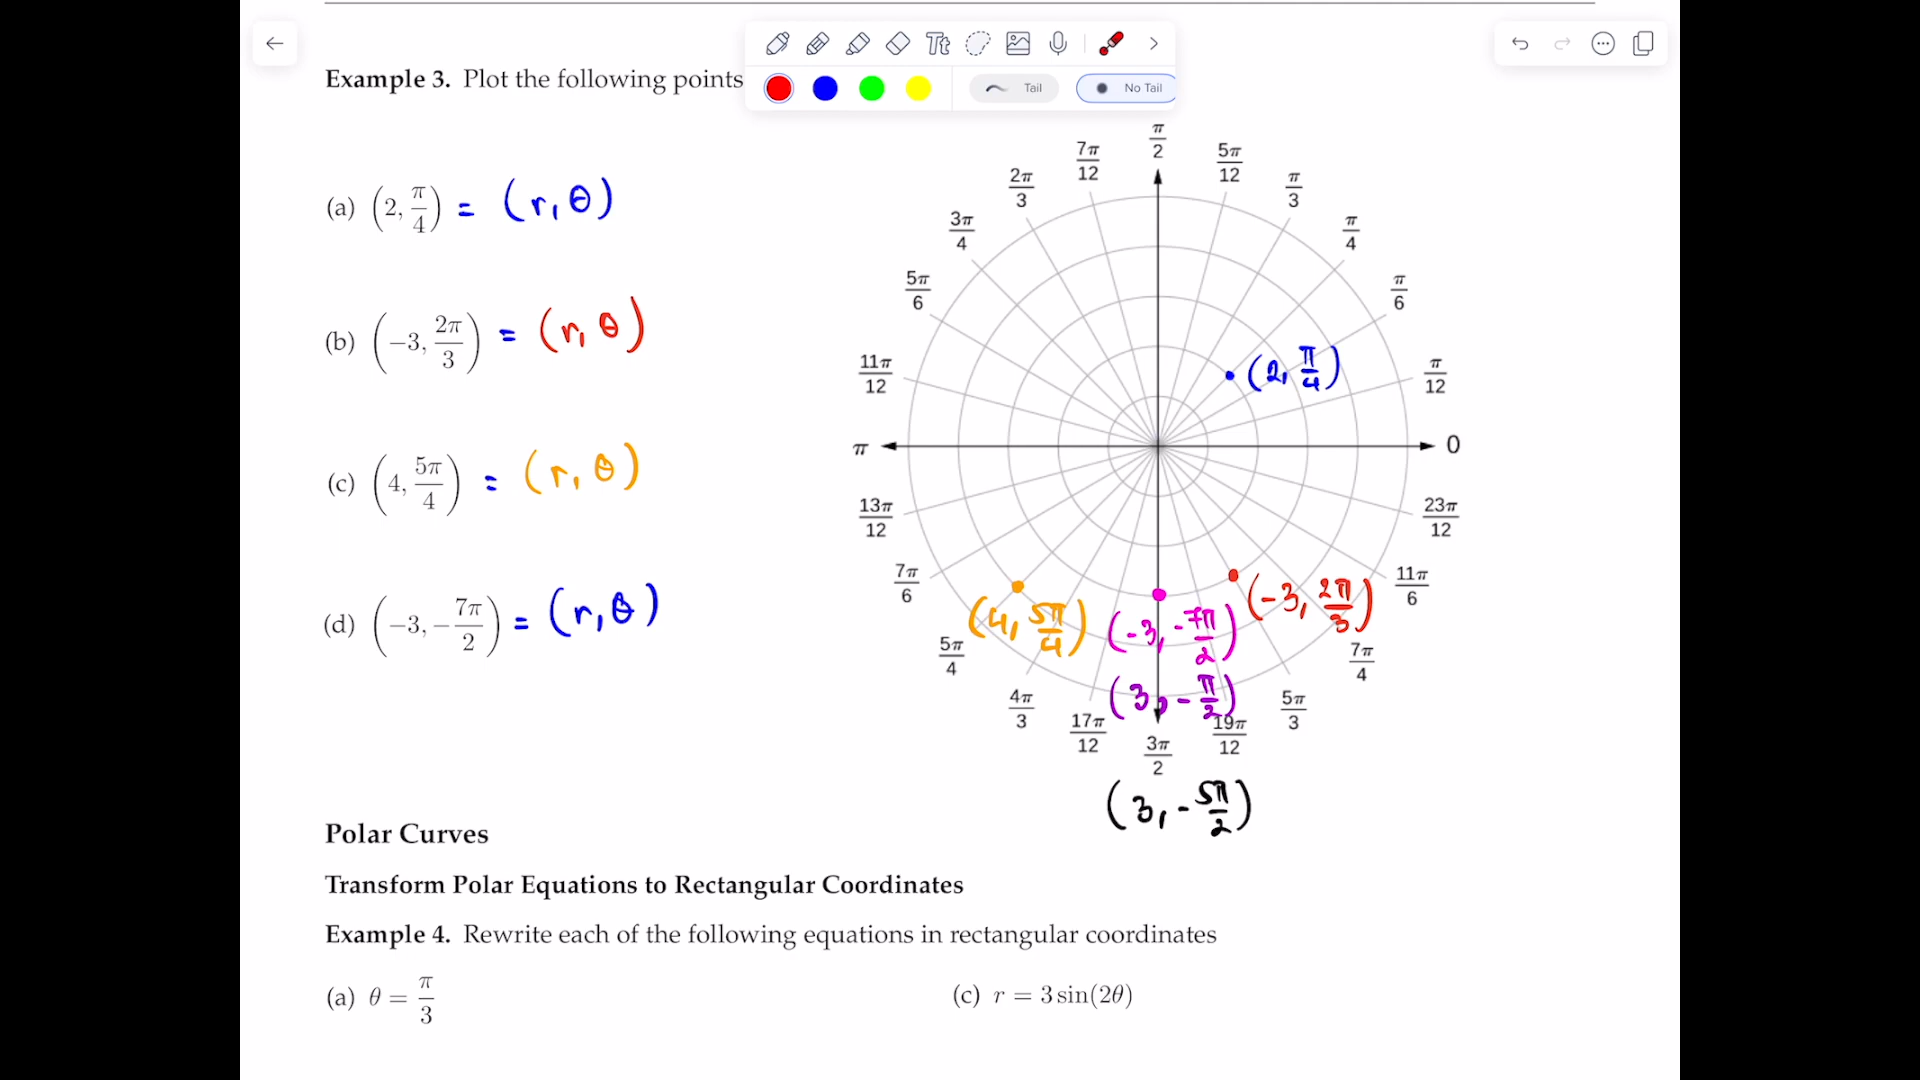 Tt
Tail
No Tail
Example 3. Plot the following points
(a) (2, π/4) = (r, θ)
(b) (−3, 2π/3) = (r, θ)
(c) (4, 5π/4) = (r, θ)
(d) (−3, −7π/2) = (r, θ)
π/2
7π/12
5π/12
2π/3
π/3
3π/4
π/4
5π/6
π/6
(2, π/4)
11π/12
π/12
π
0
13π/12
23π/12
7π/6
11π/6
(4, 5π/4)
(-3, -7π/2)
(-3, 2π/3)
5π/4
7π/4
(3, -π/2)
4π/3
5π/3
17π/12
19π/12
3π/2
(3, -5π/2)
Polar Curves
Transform Polar Equations to Rectangular Coordinates
Example 4. Rewrite each of the following equations in rectangular coordinates
(a) θ = π/3
(c) r = 3 sin(2θ)